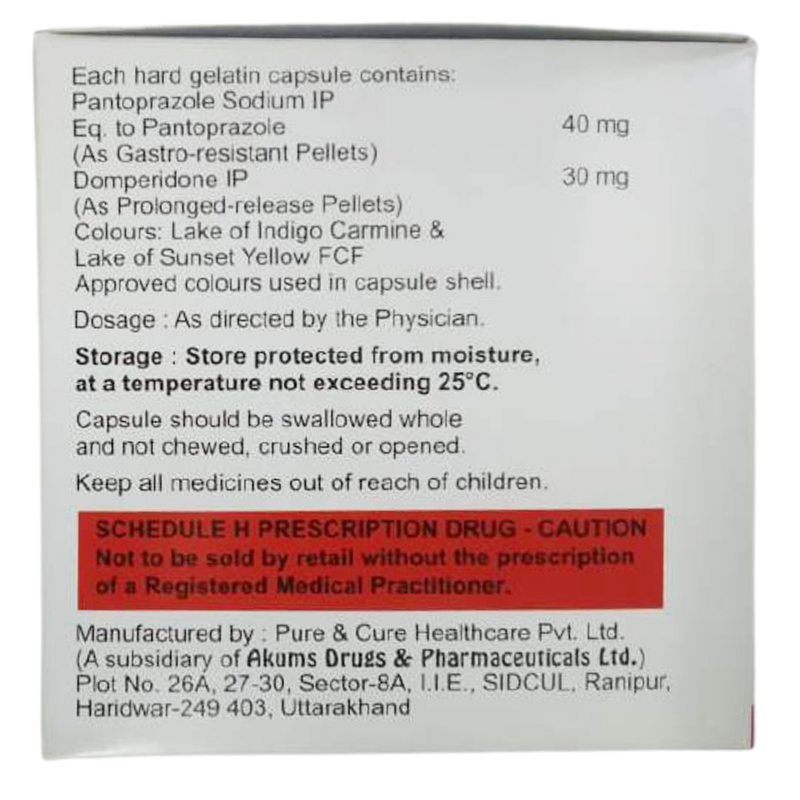 Each hard gelatin capsule contains:
Pantoprazole Sodium IP
Eq. to Pantoprazole 40 mg
(As Gastro-resistant Pellets)
Domperidone IP 30 mg
(As Prolonged-release Pellets)
Colours: Lake of Indigo Carmine &
Lake of Sunset Yellow FCF
Approved colours used in capsule shell.
Dosage : As directed by the Physician.
Storage : Store protected from moisture,
at a temperature not exceeding 25°C.
Capsule should be swallowed whole
and not chewed, crushed or opened.
Keep all medicines out of reach of children.
SCHEDULE H PRESCRIPTION DRUG - CAUTION
Not to be sold by retail without the prescription
of a Registered Medical Practitioner.
Manufactured by : Pure & Cure Healthcare Pvt. Ltd.
(A subsidiary of Akums Drugs & Pharmaceuticals Ltd.)
Plot No. 26A, 27-30, Sector-8A, I.I.E., SIDCUL, Ranipur,
Haridwar-249 403, Uttarakhand